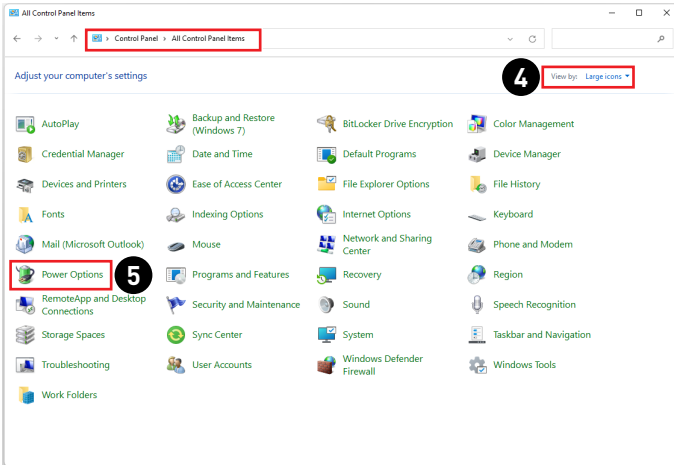 All Control Panel Items
Control Panel > All Control Panel Items
Adjust your computer's settings
4
View by: Large icons
AutoPlay
Backup and Restore
(Windows 7)
BitLocker Drive Encryption
Color Management
Credential Manager
Date and Time
Default Programs
Device Manager
Devices and Printers
Ease of Access Center
File Explorer Options
File History
Fonts
Indexing Options
Internet Options
Keyboard
Mail (Microsoft Outlook)
Mouse
Network and Sharing
Center
Phone and Modem
Power Options
5
Programs and Features
Recovery
Region
RemoteApp and Desktop
Connections
Security and Maintenance
Sound
Speech Recognition
Storage Spaces
Sync Center
System
Taskbar and Navigation
Troubleshooting
User Accounts
Windows Defender
Firewall
Windows Tools
Work Folders